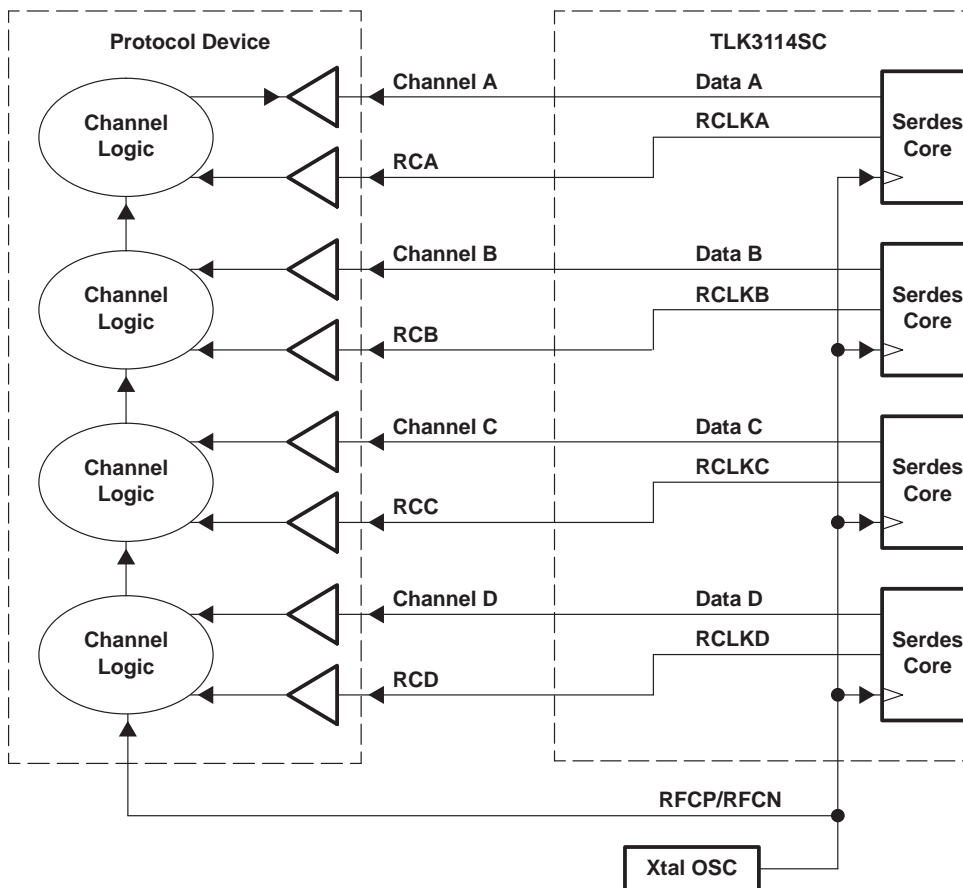 Protocol Device
TLK3114SC
Channel A
Data A
Channel
Logic
RCLKA
Serdes
Core
RCA
Channel B
Data B
Channel
Logic
RCLKB
Serdes
Core
RCB
Channel C
Data C
Channel
Logic
RCLKC
Serdes
Core
RCC
Channel D
Data D
Channel
Logic
RCLKD
Serdes
Core
RCD
RFCP/RFCN
Xtal OSC